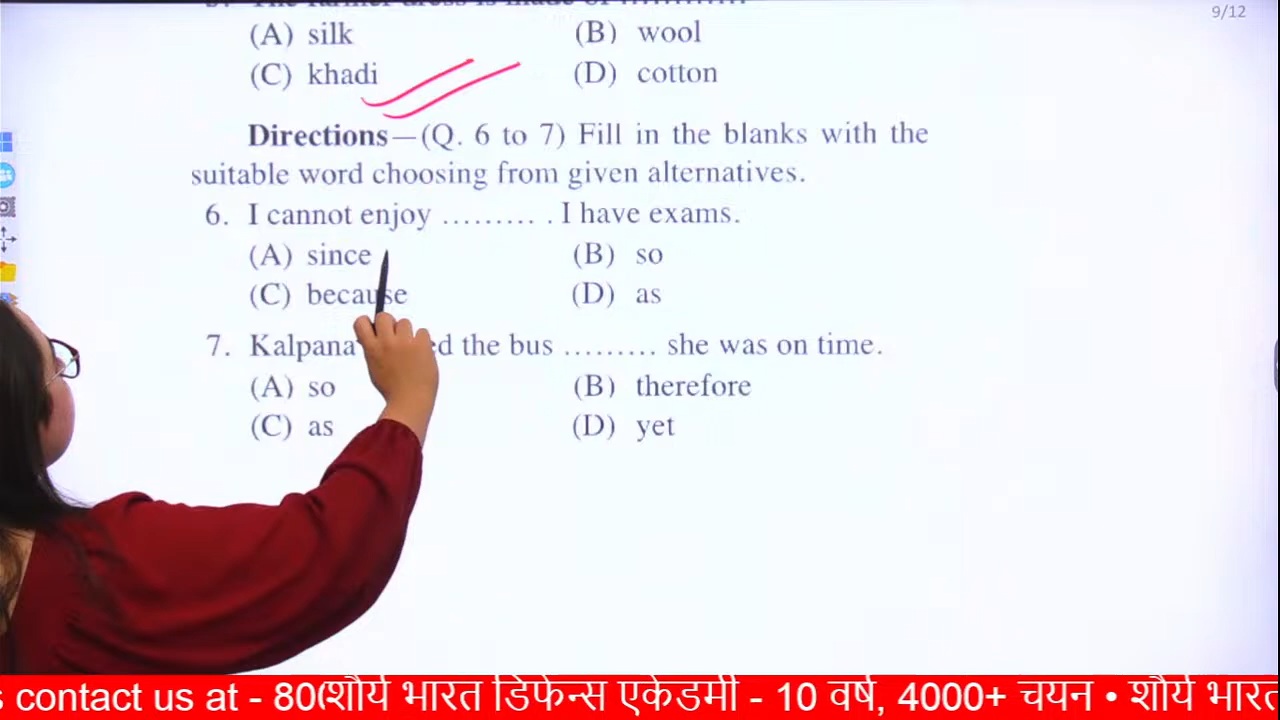 9/12
(A) silk (B) wool
(C) khadi (D) cotton
Directions—(Q. 6 to 7) Fill in the blanks with the
suitable word choosing from given alternatives.
6. I cannot enjoy ......... . I have exams.
(A) since (B) so
(C) because (D) as
7. Kalpana the bus ......... she was on time.
(A) so (B) therefore
(C) as (D) yet
contact us at - 80 शौर्य भारत डिफेन्स एकेडमी - 10 वर्ष, 4000+ चयन • शौर्य भारत